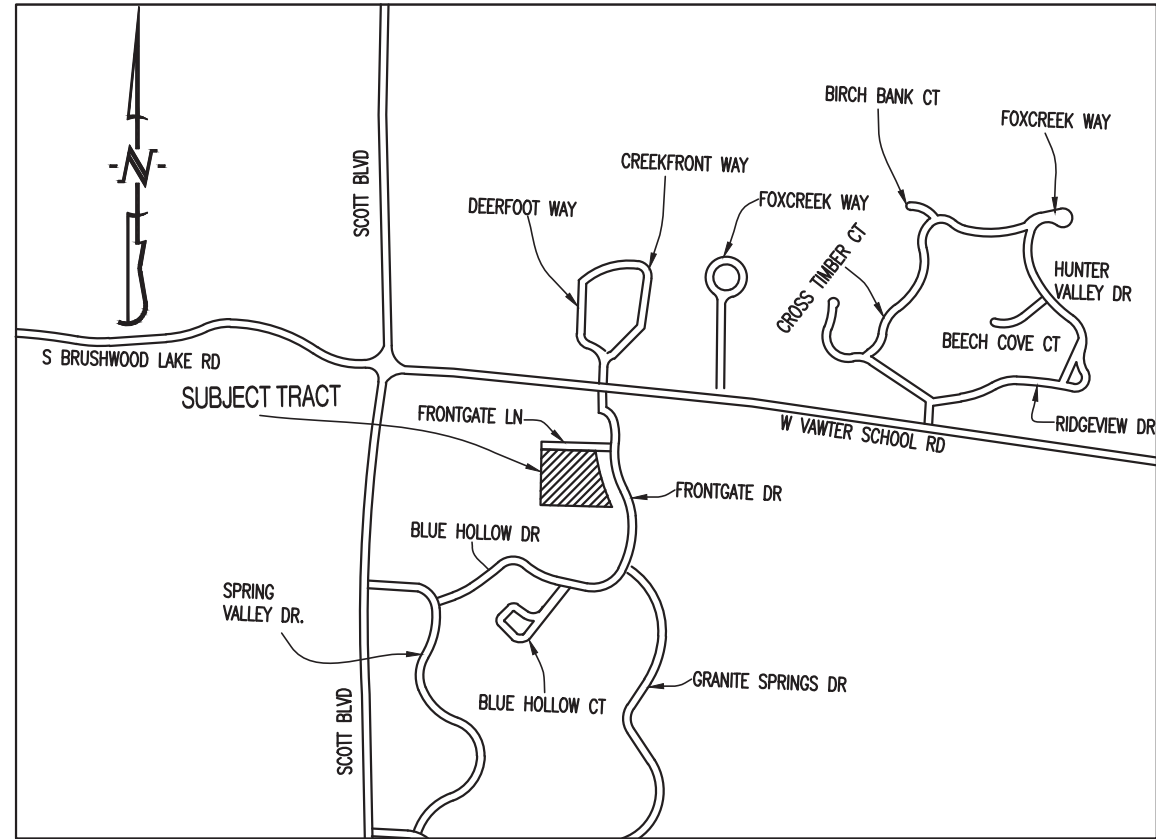 BIRCH BANK CT
FOXCREEK WAY
CREEKFRONT WAY
SCOTT BLVD
-N-
DEERFOOT WAY
FOXCREEK WAY
CROSS TIMBER CT
HUNTER
VALLEY DR
BEECH COVE CT
S BRUSHWOOD LAKE RD
SUBJECT TRACT
FRONTGATE LN
W VAWTER SCHOOL RD
RIDGEVIEW DR
FRONTGATE DR
BLUE HOLLOW DR
SPRING
VALLEY DR.
GRANITE SPRINGS DR
BLUE HOLLOW CT
SCOTT BLVD